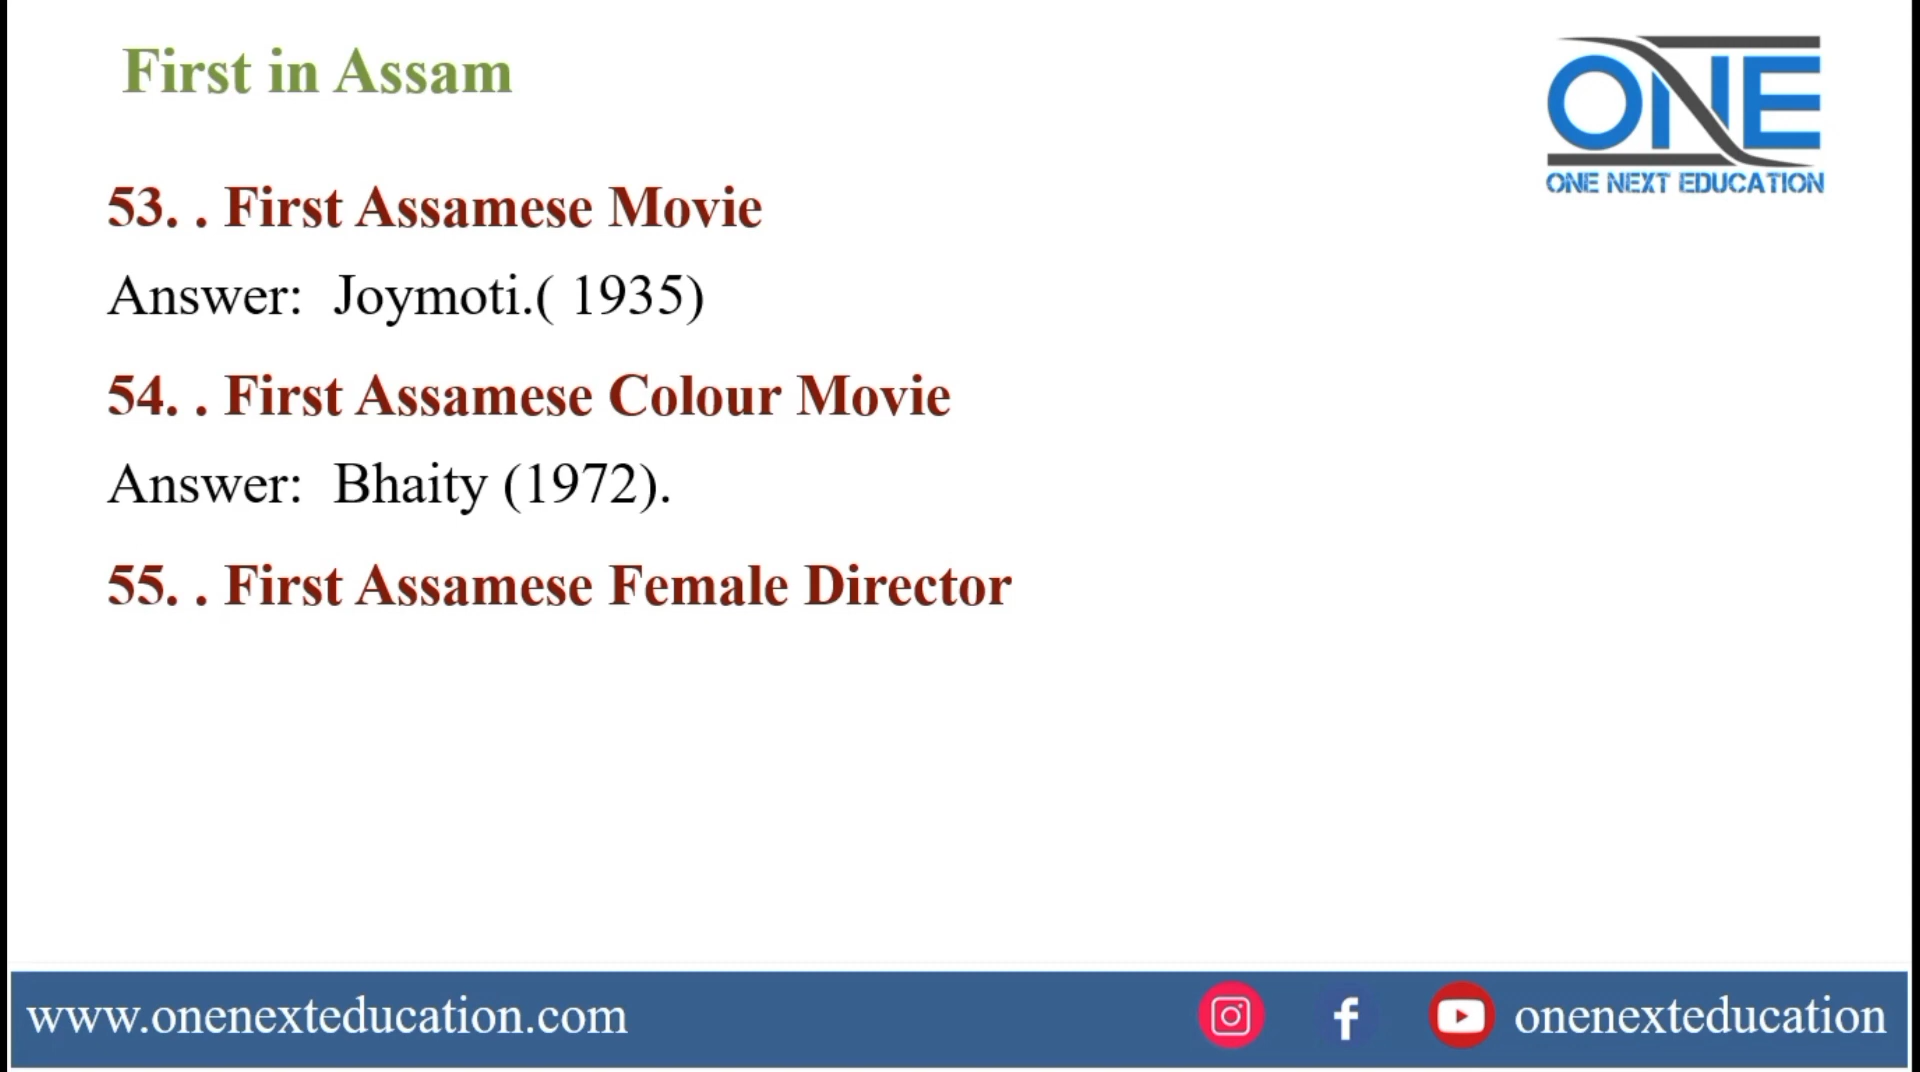 First in Assam
ONE
ONE NEXT EDUCATION
53. . First Assamese Movie
Answer: Joymoti.( 1935)
54. . First Assamese Colour Movie
Answer: Bhaity (1972).
55. . First Assamese Female Director
www.onenexteducation.com
onenexteducation